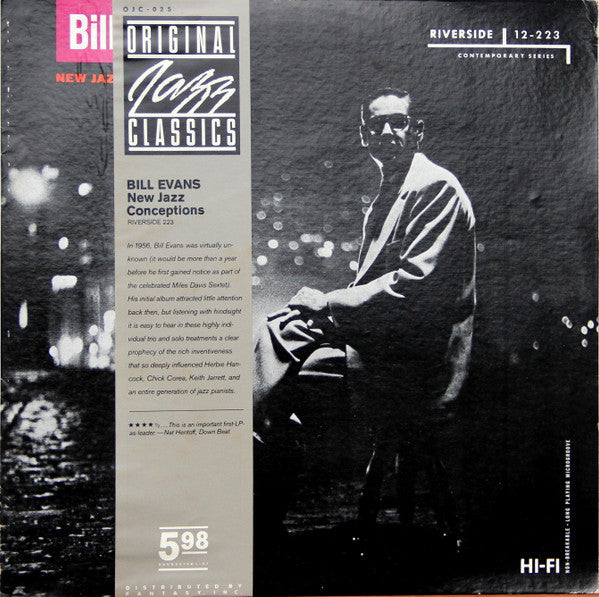 OJC-025
Bill
NEW JAZ
ORIGINAL
Jazz
CLASSICS
RIVERSIDE 12-223
CONTEMPORARY SERIES
BILL EVANS
New Jazz
Conceptions
RIVERSIDE 223
In 1956, Bill Evans was virtually un-
known (it would be more than a year
before he first gained notice as part of
the celebrated Miles Davis Sextet).
His initial album attracted little attention
back then, but listening with hindsight
it is easy to hear in these highly indi-
vidual trio and solo treatments a clear
prophecy of the rich inventiveness
that so deeply influenced Herbie Han-
cock, Chick Corea, Keith Jarrett, and
an entire generation of jazz pianists.
★★★★½ ... This is an important first-LP-
as-leader. — Nat Hentoff, Down Beat
598
SUGGESTED LIST
DISTRIBUTED BY
FANTASY, INC
HI-FI
NON-BREAKABLE - LONG PLAYING MICROGROOVE